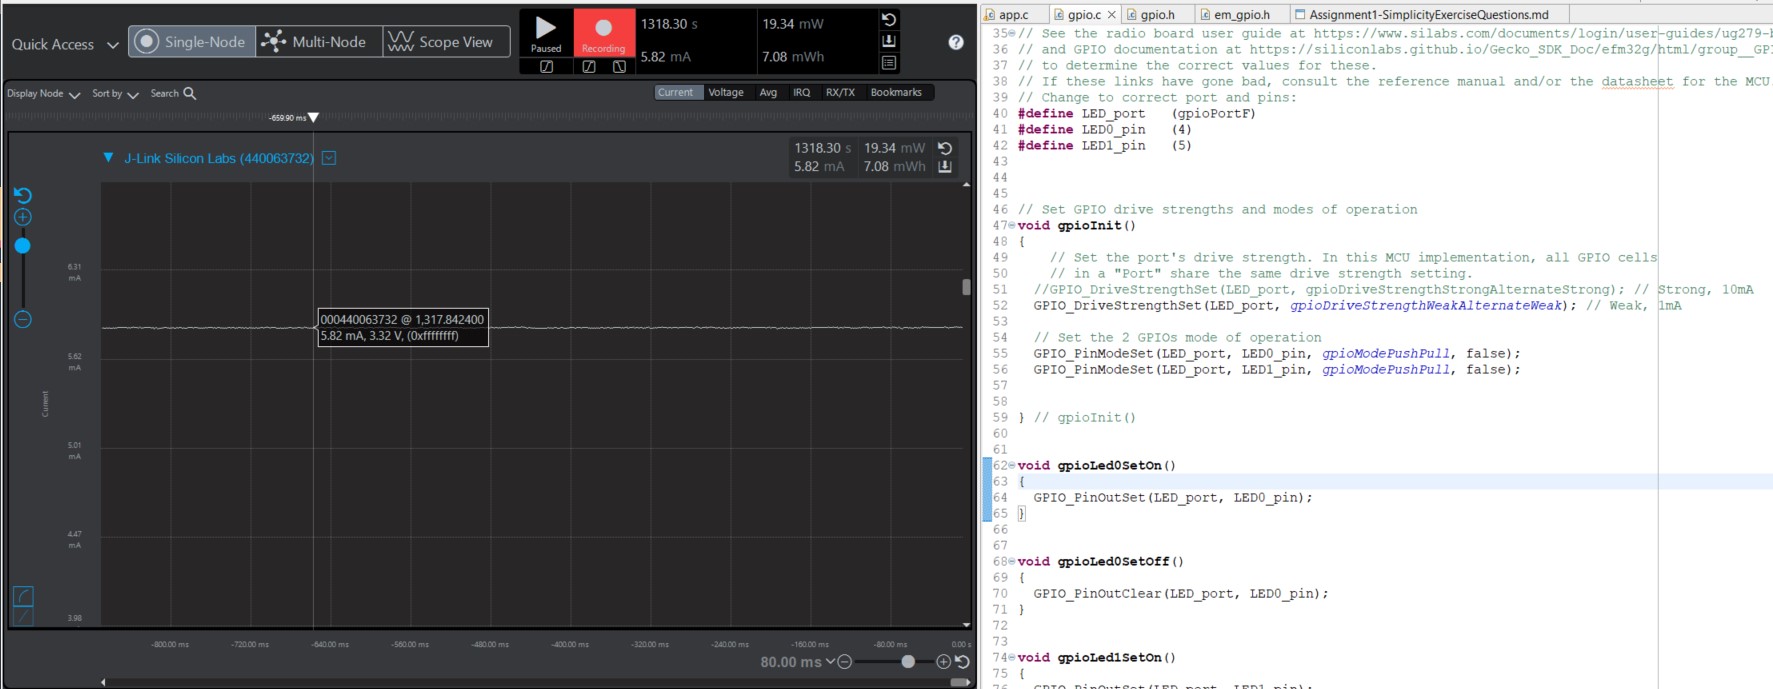 Quick Access
Single-Node
Multi-Node
Scope View
Paused
Recording
1318.30 s
19.34 mW
5.82 mA
7.08 mWh
Display Node
Sort by
Search
Current
Voltage
Avg
IRQ
RX/TX
Bookmarks
-659.90 ms
J-Link Silicon Labs (440063732)
1318.30 s
19.34 mW
5.82 mA
7.08 mWh
6.31
mA
000440063732 @ 1,317.842400
5.82 mA, 3.32 V, (0xffffffff)
5.62
mA
Current
5.01
mA
4.47
mA
3.98
-800.00 ms
-720.00 ms
-640.00 ms
-560.00 ms
-480.00 ms
-400.00 ms
-320.00 ms
-240.00 ms
-160.00 ms
-80.00 ms
0.00 s
80.00 ms
app.c
gpio.c
gpio.h
em_gpio.h
Assignment1-SimplicityExerciseQuestions.md
35 // See the radio board user guide at https://www.silabs.com/documents/login/user-guides/ug279-
36 // and GPIO documentation at https://siliconlabs.github.io/Gecko_SDK_Doc/efm32g/html/group__GP
37 // to determine the correct values for these.
38 // If these links have gone bad, consult the reference manual and/or the datasheet for the MCU
39 // Change to correct port and pins:
40 #define LED_port   (gpioPortF)
41 #define LED0_pin   (4)
42 #define LED1_pin   (5)
43
44
45
46 // Set GPIO drive strengths and modes of operation
47 void gpioInit()
48 {
49     // Set the port's drive strength. In this MCU implementation, all GPIO cells
50     // in a "Port" share the same drive strength setting.
51   //GPIO_DriveStrengthSet(LED_port, gpioDriveStrengthStrongAlternateStrong); // Strong, 10mA
52   GPIO_DriveStrengthSet(LED_port, gpioDriveStrengthWeakAlternateWeak); // Weak, 1mA
53
54   // Set the 2 GPIOs mode of operation
55   GPIO_PinModeSet(LED_port, LED0_pin, gpioModePushPull, false);
56   GPIO_PinModeSet(LED_port, LED1_pin, gpioModePushPull, false);
57
58
59 } // gpioInit()
60
61
62 void gpioLed0SetOn()
63 {
64   GPIO_PinOutSet(LED_port, LED0_pin);
65 }
66
67
68 void gpioLed0SetOff()
69 {
70   GPIO_PinOutClear(LED_port, LED0_pin);
71 }
72
73
74 void gpioLed1SetOn()
75 {
76   GPIO_PinOutSet(LED_port, LED1_pin);